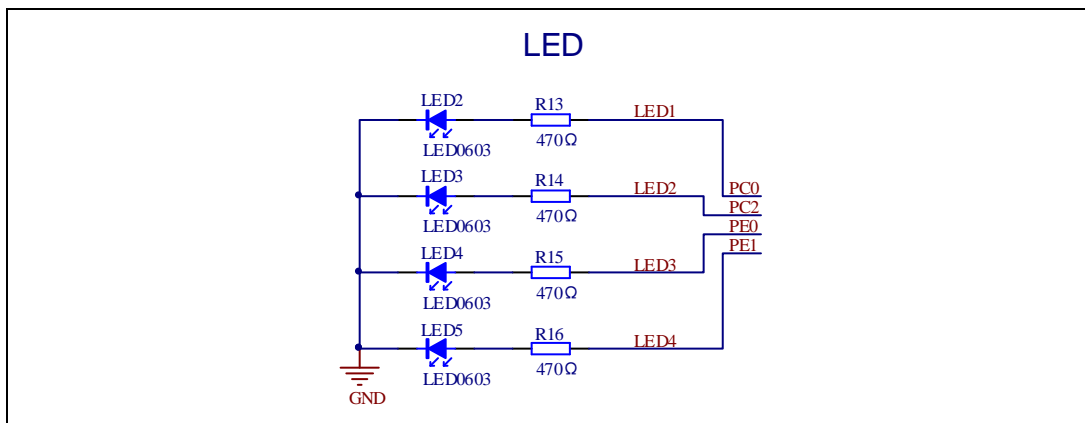 LED
LED2
R13
LED1
470Ω
LED0603
LED3
R14
LED2
PC0
470Ω
LED0603
PC2
PE0
LED4
R15
LED3
PE1
470Ω
LED0603
LED5
R16
LED4
470Ω
LED0603
GND